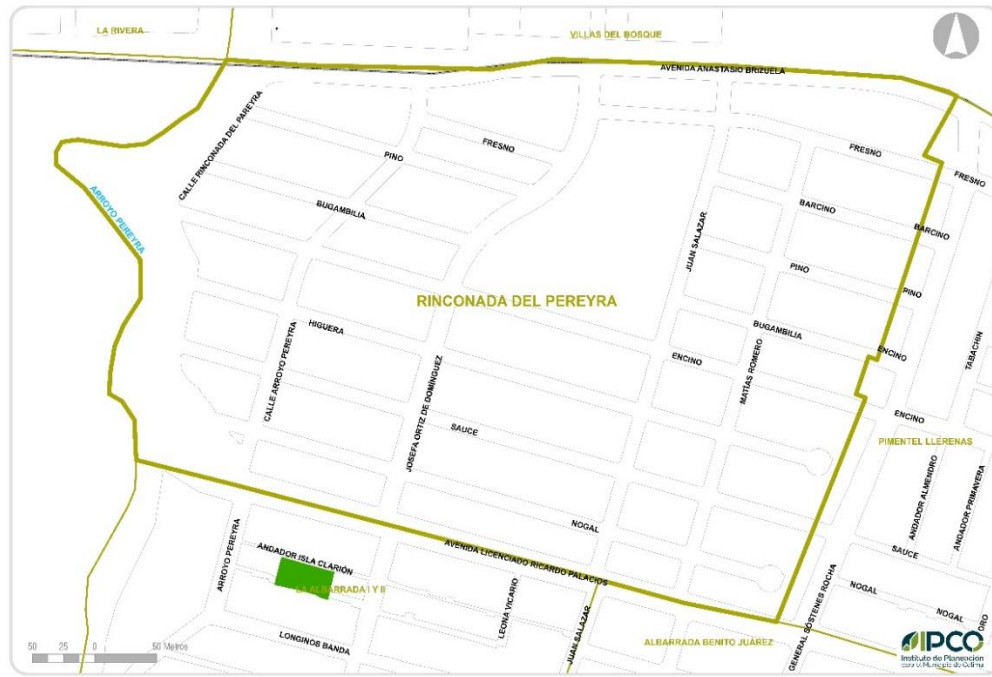 LA RIVERA
VILLAS DEL BOSQUE
AVENIDA ANASTASIO BRIZUELA
CALLE RINCONADA DEL PEREYRA
FRESNO
FRESNO
FRESNO
PINO
ARROYO PEREYRA
BUGAMBILIA
BARCINO
BARCINO
JUAN SALAZAR
PINO
PINO
RINCONADA DEL PEREYRA
HIGUERA
BUGAMBILIA
ENCINO
ENCINO
TABACHIN
CALLE ARROYO PEREYRA
JOSEFA ORTIZ DE DOMÍNGUEZ
MATÍAS ROMERO
ENCINO
SAUCE
PIMENTEL LLERENAS
ANDADOR ALMENDRO
ANDADOR PRIMAVERA
NOGAL
AVENIDA LICENCIADO RICARDO PALACIOS
SAUCE
ARROYO PEREYRA
ANDADOR ISLA CLARIÓN
LA ALBARRADA I Y II
LEONA VICARIO
JUAN SALAZAR
GENERAL SÓSTENES ROCHA
NOGAL
NOGAL
ORO
LONGINOS BANDA
ALBARRADA BENITO JUÁREZ
50 25 0 50 Metros
IPCO
Instituto de Planeación
para el Municipio de Colima